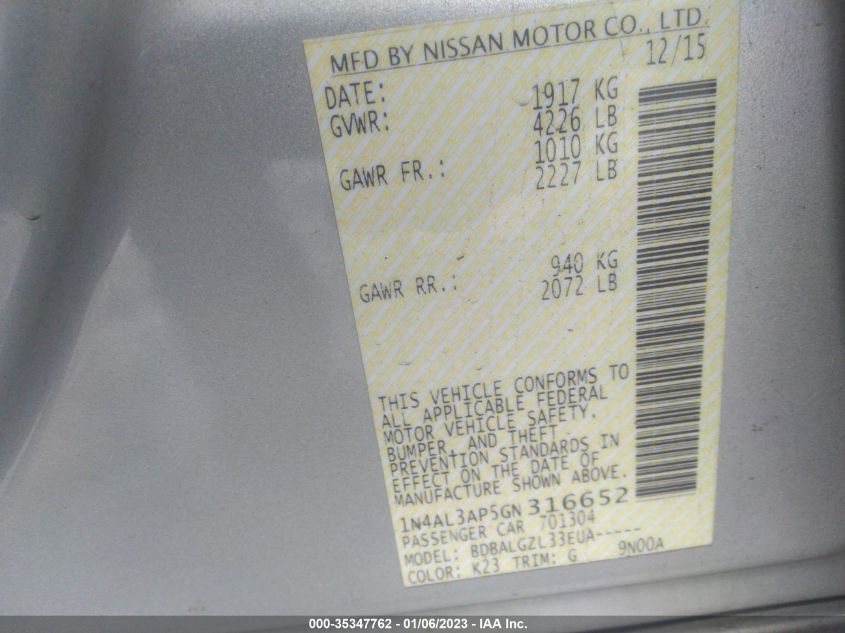 MFD BY NISSAN MOTOR CO., LTD.
12/15
DATE:
GVWR: 1917 KG
4226 LB
GAWR FR.: 1010 KG
2227 LB
GAWR RR.: 940 KG
2072 LB
THIS VEHICLE CONFORMS TO
ALL APPLICABLE FEDERAL
MOTOR VEHICLE SAFETY,
BUMPER, AND THEFT
PREVENTION STANDARDS IN
EFFECT ON THE DATE OF
MANUFACTURE SHOWN ABOVE.
1N4AL3AP5GN316652
PASSENGER CAR 701304
MODEL: BDBALGZL33EUA-----
COLOR: K23 TRIM: G 9N00A
000-35347762 - 01/06/2023 - IAA Inc.